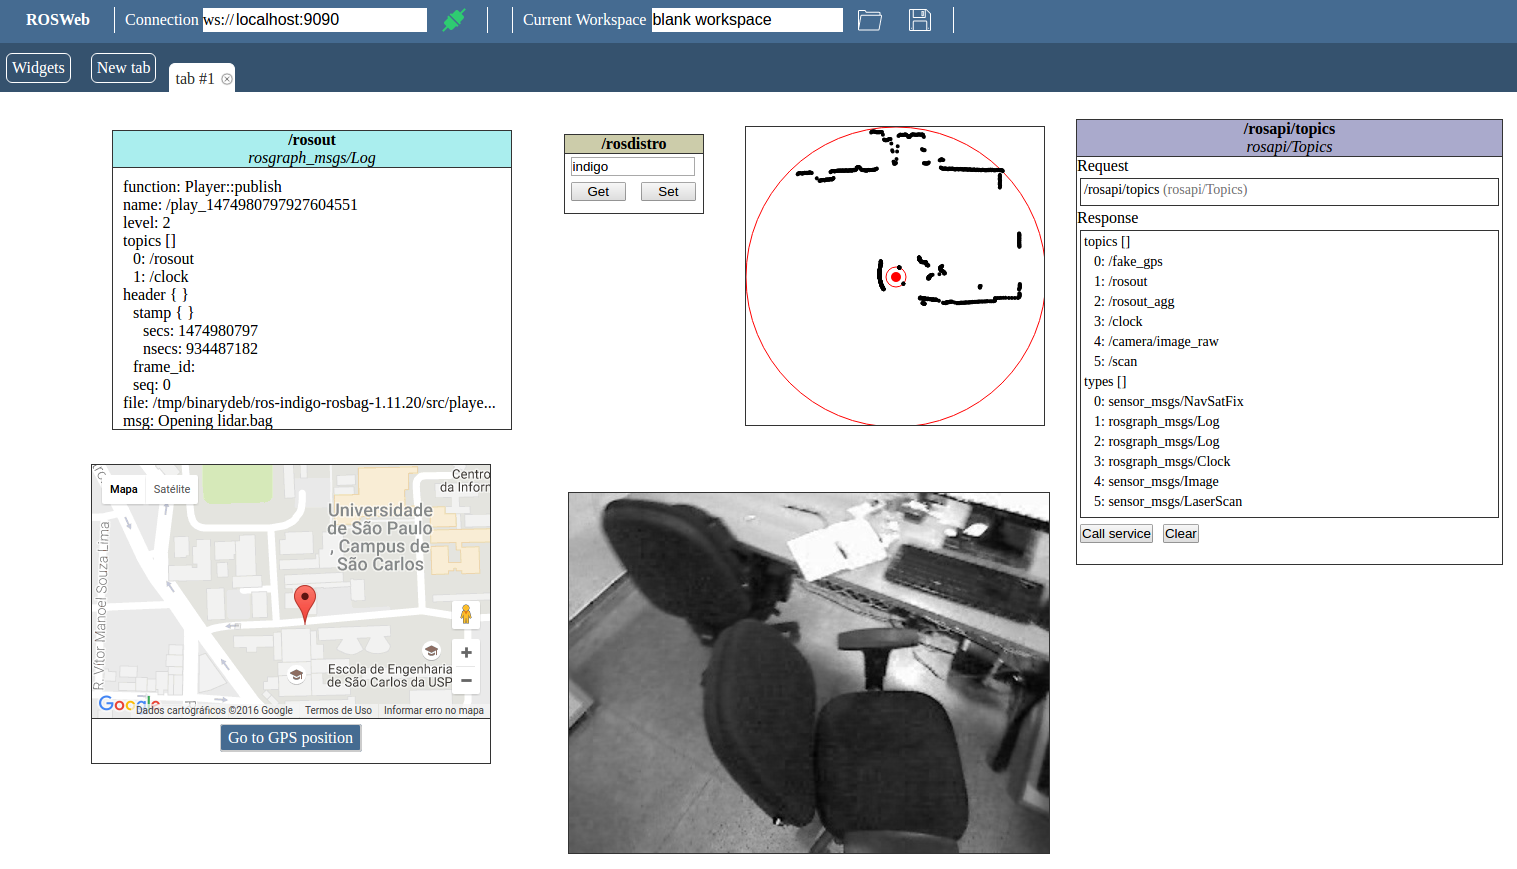 ROSWeb
Connection ws://localhost:9090
Current Workspace blank workspace
Widgets
New tab
tab #1
/rosout
rosgraph_msgs/Log
function: Player::publish
name: /play_1474980797927604551
level: 2
topics []
0: /rosout
1: /clock
header { }
stamp { }
secs: 1474980797
nsecs: 934487182
frame_id:
seq: 0
file: /tmp/binarydeb/ros-indigo-rosbag-1.11.20/src/playe...
msg: Opening lidar.bag
/rosdistro
indigo
Get
Set
/rosapi/topics
rosapi/Topics
Request
/rosapi/topics (rosapi/Topics)
Response
topics []
0: /fake_gps
1: /rosout
2: /rosout_agg
3: /clock
4: /camera/image_raw
5: /scan
types []
0: sensor_msgs/NavSatFix
1: rosgraph_msgs/Log
2: rosgraph_msgs/Log
3: rosgraph_msgs/Clock
4: sensor_msgs/Image
5: sensor_msgs/LaserScan
Call service
Clear
Mapa
Satélite
Centro
da Inforr
Universidade
de São Paulo
, Campus de
São Carlos
R. Vitor Manoel Souza Lima
Escola de Engenharia
de São Carlos da USP
+
−
Google
Dados cartográficos ©2016 Google
Termos de Uso
Informar erro no mapa
Go to GPS position